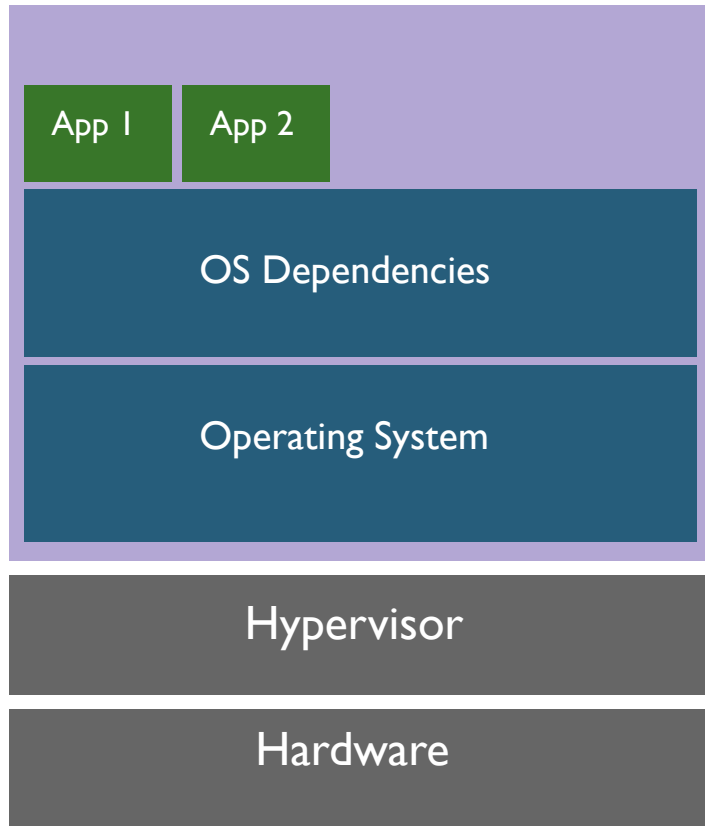 App 1
App 2
OS Dependencies
Operating System
Hypervisor
Hardware